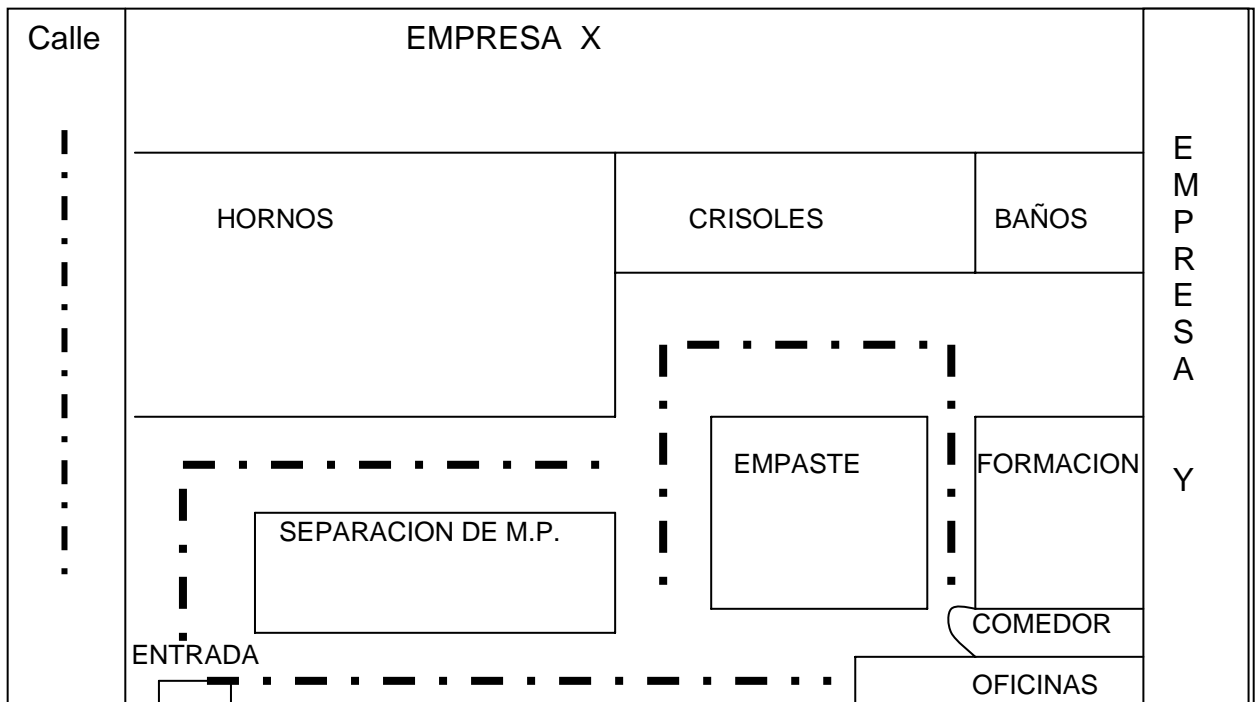 Calle
EMPRESA X
HORNOS
CRISOLES
BAÑOS
EMPRESA Y
EMPASTE
FORMACION
SEPARACION DE M.P.
COMEDOR
ENTRADA
OFICINAS